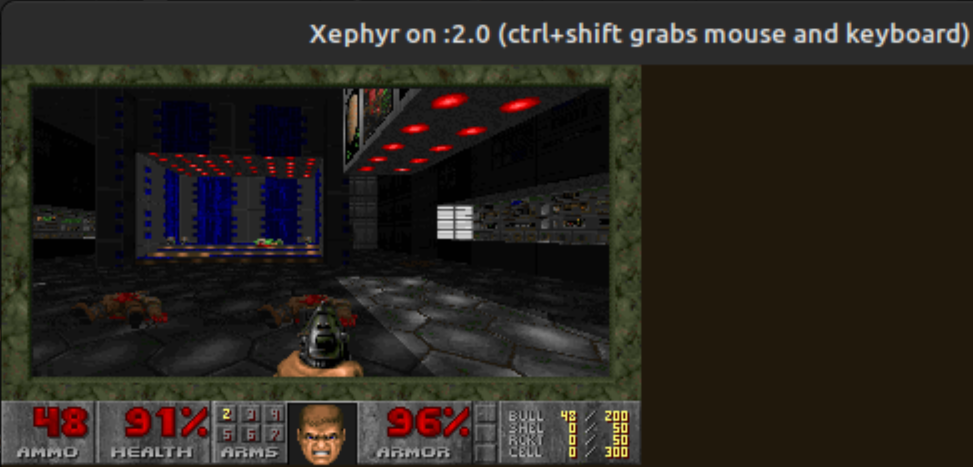 Xephyr on :2.0 (ctrl+shift grabs mouse and keyboard)
48 91% 2 3 4 96% BULL 48 / 200
5 6 7 SHEL 0 / 50
RCKT 0 / 50
AMMO HEALTH ARMS ARMOR CELL 0 / 300